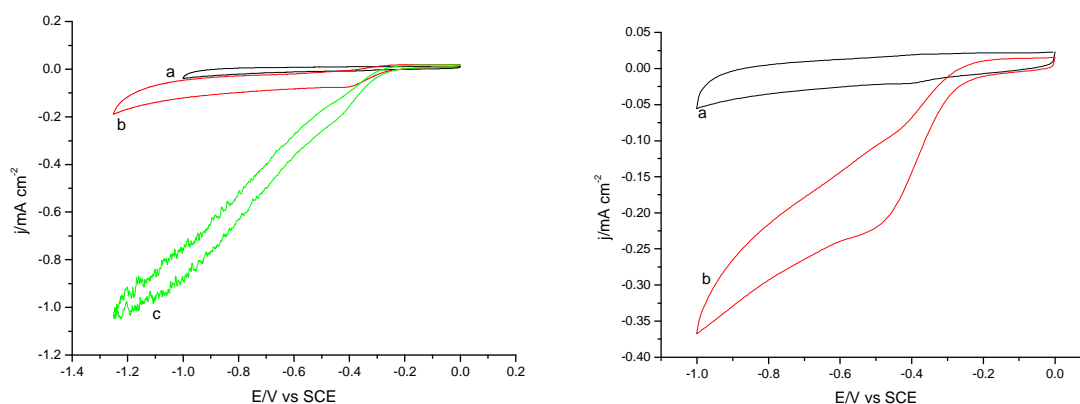 0.2
0.0
-0.2
-0.4
-0.6
-0.8
-1.0
-1.2
j/mA cm-2
a
b
c
-1.4 -1.2 -1.0 -0.8 -0.6 -0.4 -0.2 0.0 0.2
E/V vs SCE
0.05
0.00
-0.05
-0.10
-0.15
-0.20
-0.25
-0.30
-0.35
-0.40
j/mA cm-2
a
b
-1.0 -0.8 -0.6 -0.4 -0.2 0.0
E/V vs SCE